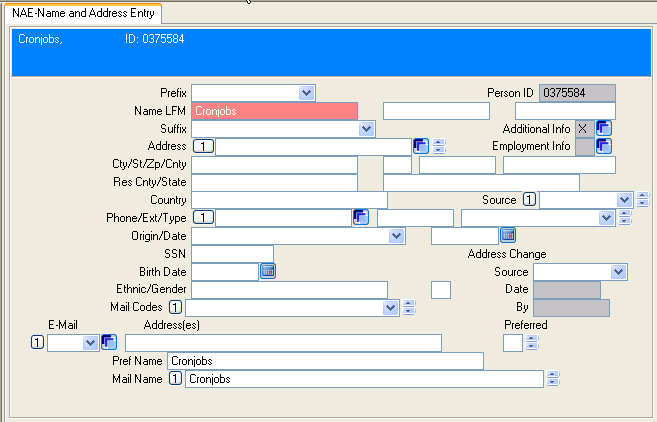 NAE-Name and Address Entry
Cronjobs, ID: 0375584
Prefix Person ID 0375584
Name LFM Cronjobs
Suffix Additional Info X
Address 1 Employment Info
Cty/St/Zp/Cnty
Res Cnty/State
Country Source 1
Phone/Ext/Type 1
Origin/Date
SSN Address Change
Birth Date Source
Ethnic/Gender Date
Mail Codes 1 By
E-Mail Address(es) Preferred
1
Pref Name Cronjobs
Mail Name 1 Cronjobs